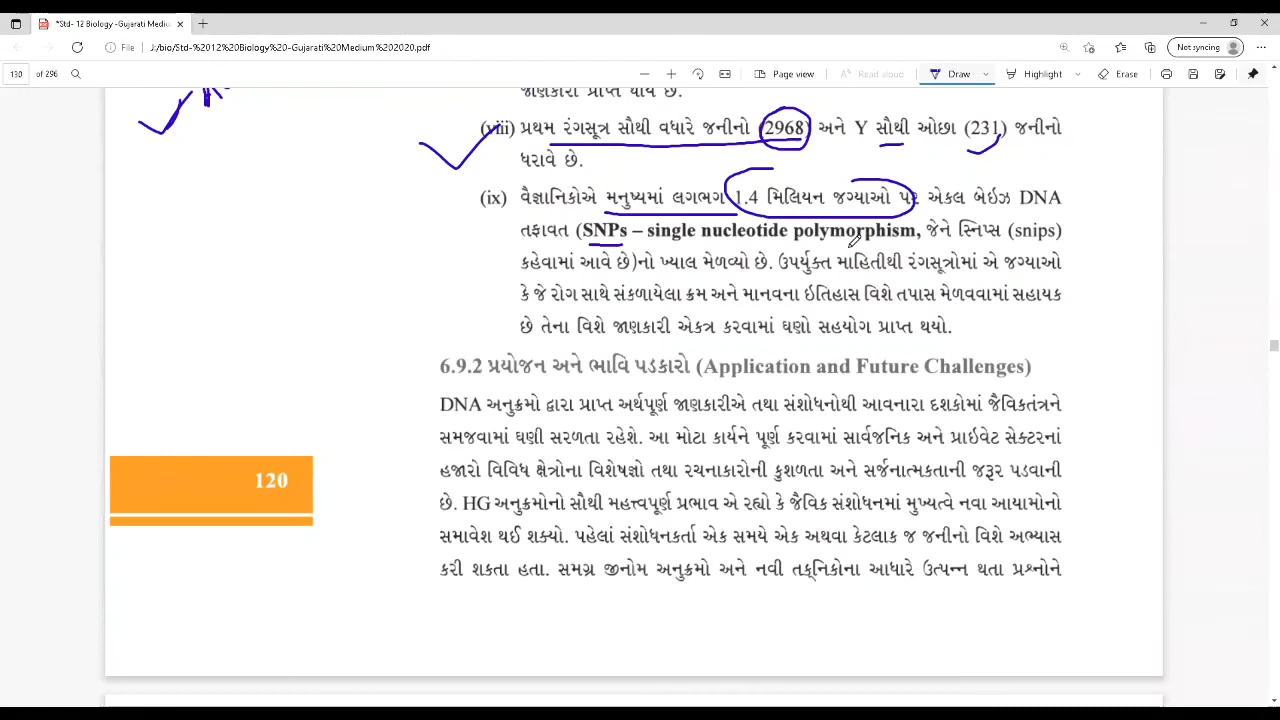 *Std- 12 Biology -Gujarati Mediu
File J:/bio/Std-%2012%20Biology%20-Gujarati%20Medium%202020.pdf Not syncing
130 of 296 Page view Read aloud Draw Highlight Erase
જાણકારી પ્રાપ્ત થાય છે.
(viii) પ્રથમ રંગસૂત્ર સૌથી વધારે જનીનો (2968) અને Y સૌથી ઓછા (231) જનીનો
ધરાવે છે.
(ix) વૈજ્ઞાનિકોએ મનુષ્યમાં લગભગ 1.4 મિલિયન જગ્યાઓ પર એકલ બેઇઝ DNA
તફાવત (SNPs – single nucleotide polymorphism, જેને સ્નિપ્સ (snips)
કહેવામાં આવે છે)નો ખ્યાલ મેળવ્યો છે. ઉપર્યુક્ત માહિતીથી રંગસૂત્રોમાં એ જગ્યાઓ
કે જે રોગ સાથે સંકળાયેલા ક્રમ અને માનવના ઇતિહાસ વિશે તપાસ મેળવવામાં સહાયક
છે તેના વિશે જાણકારી એકત્ર કરવામાં ઘણો સહયોગ પ્રાપ્ત થયો.
6.9.2 પ્રયોજન અને ભાવિ પડકારો (Application and Future Challenges)
DNA અનુક્રમો દ્વારા પ્રાપ્ત અર્થપૂર્ણ જાણકારીએ તથા સંશોધનોથી આવનારા દશકોમાં જૈવિકતંત્રને
સમજવામાં ઘણી સરળતા રહેશે. આ મોટા કાર્યને પૂર્ણ કરવામાં સાર્વજનિક અને પ્રાઇવેટ સેક્ટરનાં
હજારો વિવિધ ક્ષેત્રોના વિશેષજ્ઞો તથા રચનાકારોની કુશળતા અને સર્જનાત્મકતાની જરૂર પડવાની
છે. HG અનુક્રમોનો સૌથી મહત્ત્વપૂર્ણ પ્રભાવ એ રહ્યો કે જૈવિક સંશોધનમાં મુખ્યત્વે નવા આયામોનો
સમાવેશ થઈ શક્યો. પહેલાં સંશોધનકર્તા એક સમયે એક અથવા કેટલાક જ જનીનો વિશે અભ્યાસ
કરી શકતા હતા. સમગ્ર જીનોમ અનુક્રમો અને નવી તક્નિકોના આધારે ઉત્પન્ન થતા પ્રશ્નોને
120